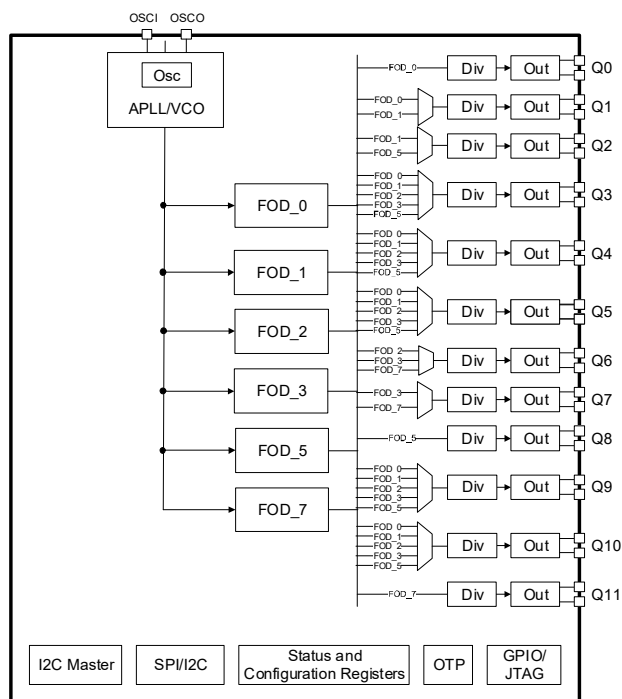 OSCI OSCO
Osc
APLL/VCO
FOD_0
FOD_1
FOD_2
FOD_3
FOD_5
FOD_7
FOD_0 Div Out Q0
FOD_0
FOD_1
Div Out Q1
FOD_1
FOD_5
Div Out Q2
FOD_0
FOD_1
FOD_2
FOD_3
FOD_5
Div Out Q3
FOD_0
FOD_1
FOD_2
FOD_3
FOD_5
Div Out Q4
FOD_0
FOD_1
FOD_2
FOD_3
FOD_5
Div Out Q5
FOD_2
FOD_3
FOD_7
Div Out Q6
FOD_3
FOD_7
Div Out Q7
FOD_5 Div Out Q8
FOD_0
FOD_1
FOD_2
FOD_3
FOD_5
Div Out Q9
FOD_0
FOD_1
FOD_2
FOD_3
FOD_5
Div Out Q10
FOD_7 Div Out Q11
I2C Master
SPI/I2C
Status and
Configuration Registers
OTP
GPIO/
JTAG